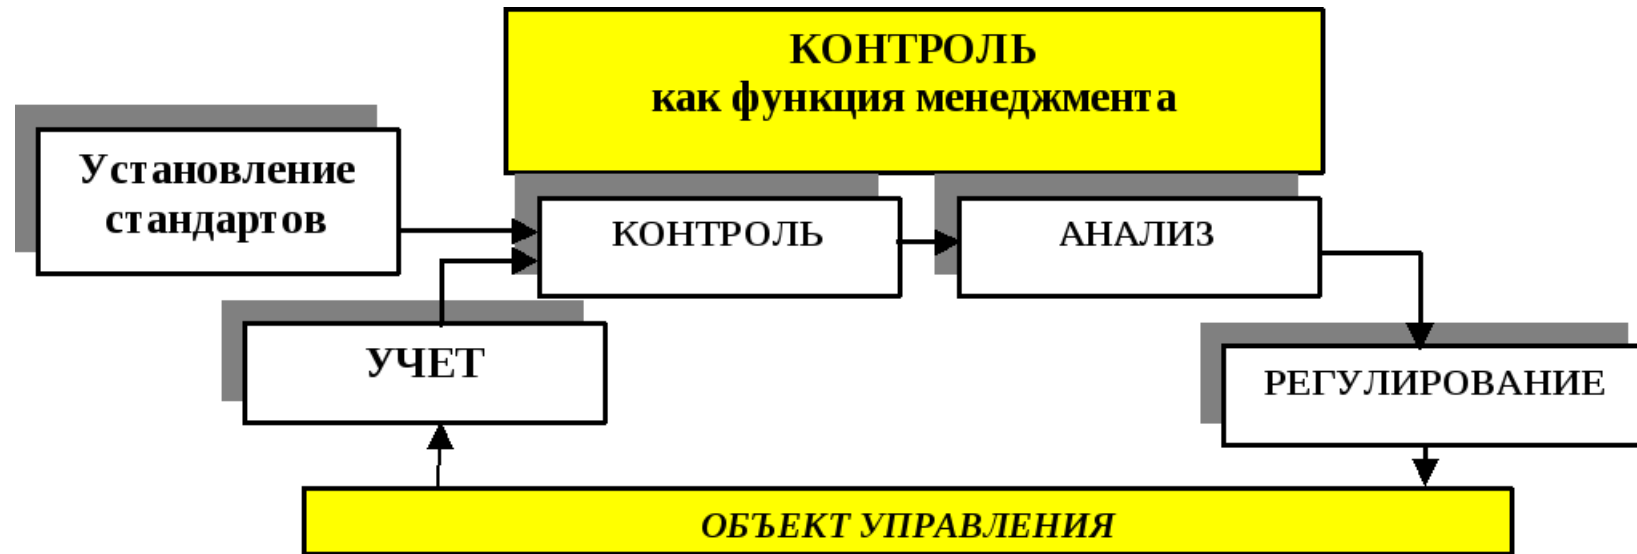 КОНТРОЛЬ
как функция менеджмента
Установление
стандартов
КОНТРОЛЬ
АНАЛИЗ
УЧЕТ
РЕГУЛИРОВАНИЕ
ОБЪЕКТ УПРАВЛЕНИЯ